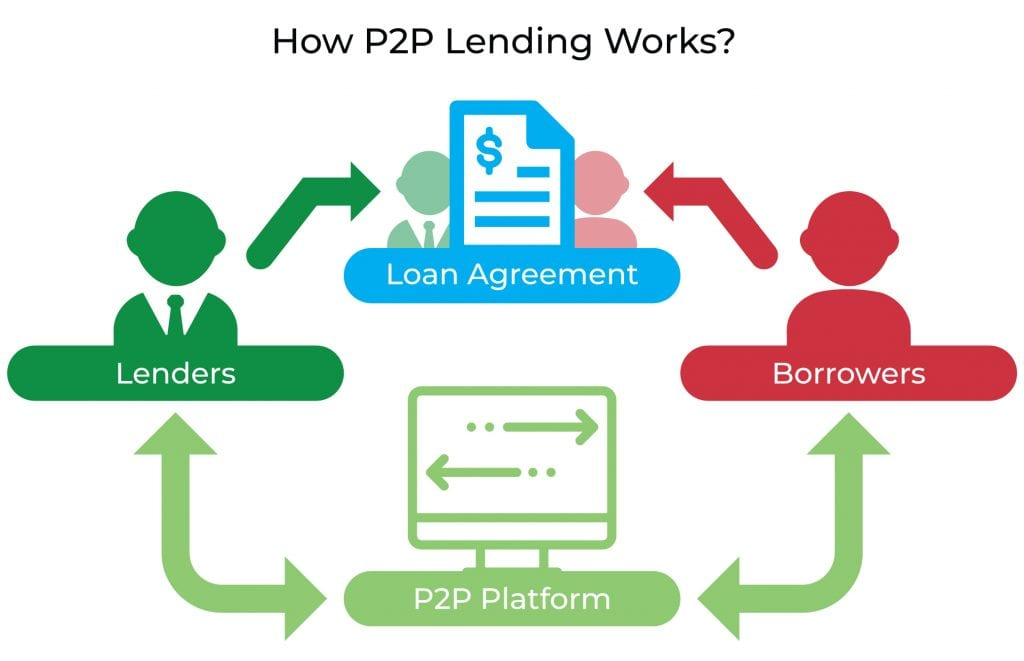 How P2P Lending Works?
$
Loan Agreement
Lenders
Borrowers
P2P Platform